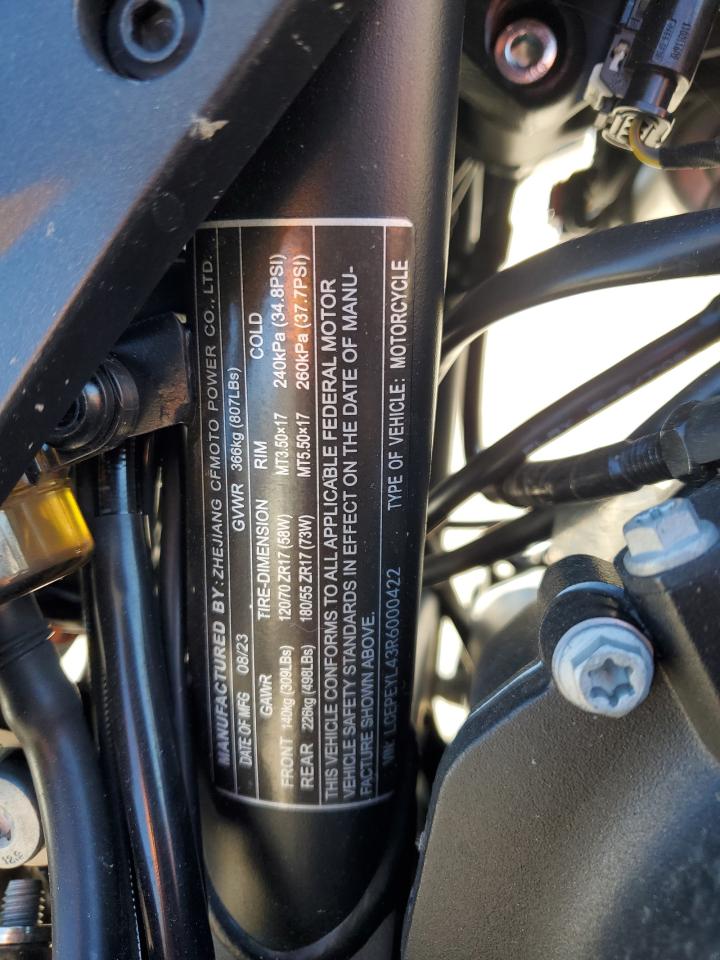 MANUFACTURED BY: ZHEJIANG CFMOTO POWER CO., LTD.
DATE OF MFG 08/23 GVWR 366kg (807LBs)
GAWR TIRE-DIMENSION RIM COLD
FRONT 140kg (309LBs) 120/70 ZR17 (58W) MT3.50×17 240kPa (34.8PSI)
REAR 226kg (498LBs) 180/55 ZR17 (73W) MT5.50×17 260kPa (37.7PSI)
THIS VEHICLE CONFORMS TO ALL APPLICABLE FEDERAL MOTOR
VEHICLE SAFETY STANDARDS IN EFFECT ON THE DATE OF MANU-
FACTURE SHOWN ABOVE.
TYPE OF VEHICLE: MOTORCYCLE